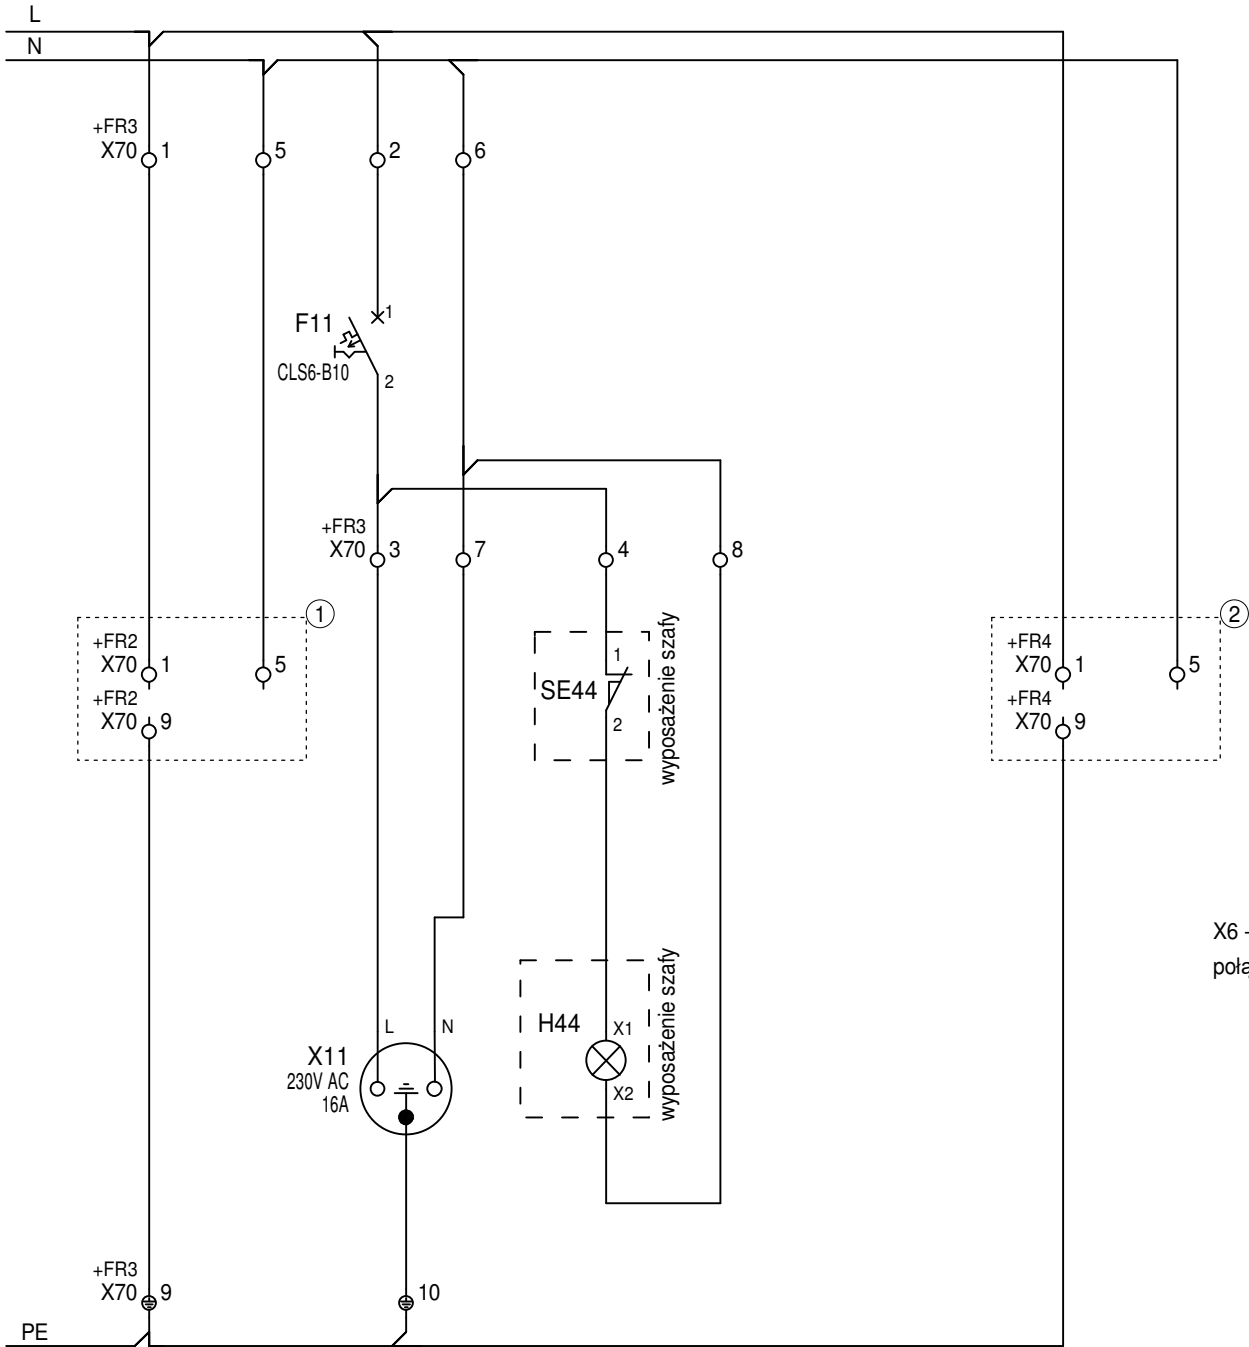 L
N
+FR3
X70 1
5
2
6
F11
1
CLS6-B10
2
+FR3
X70 3
7
4
8
1
2
+FR2
X70 1
5
+FR2
X70 9
1
SE44
2
wyposażenie szafy
+FR4
X70 1
5
+FR4
X70 9
X6 -
połą
H44
X1
X2
wyposażenie szafy
L
N
X11
230V AC
16A
+FR3
X70 9
10
PE